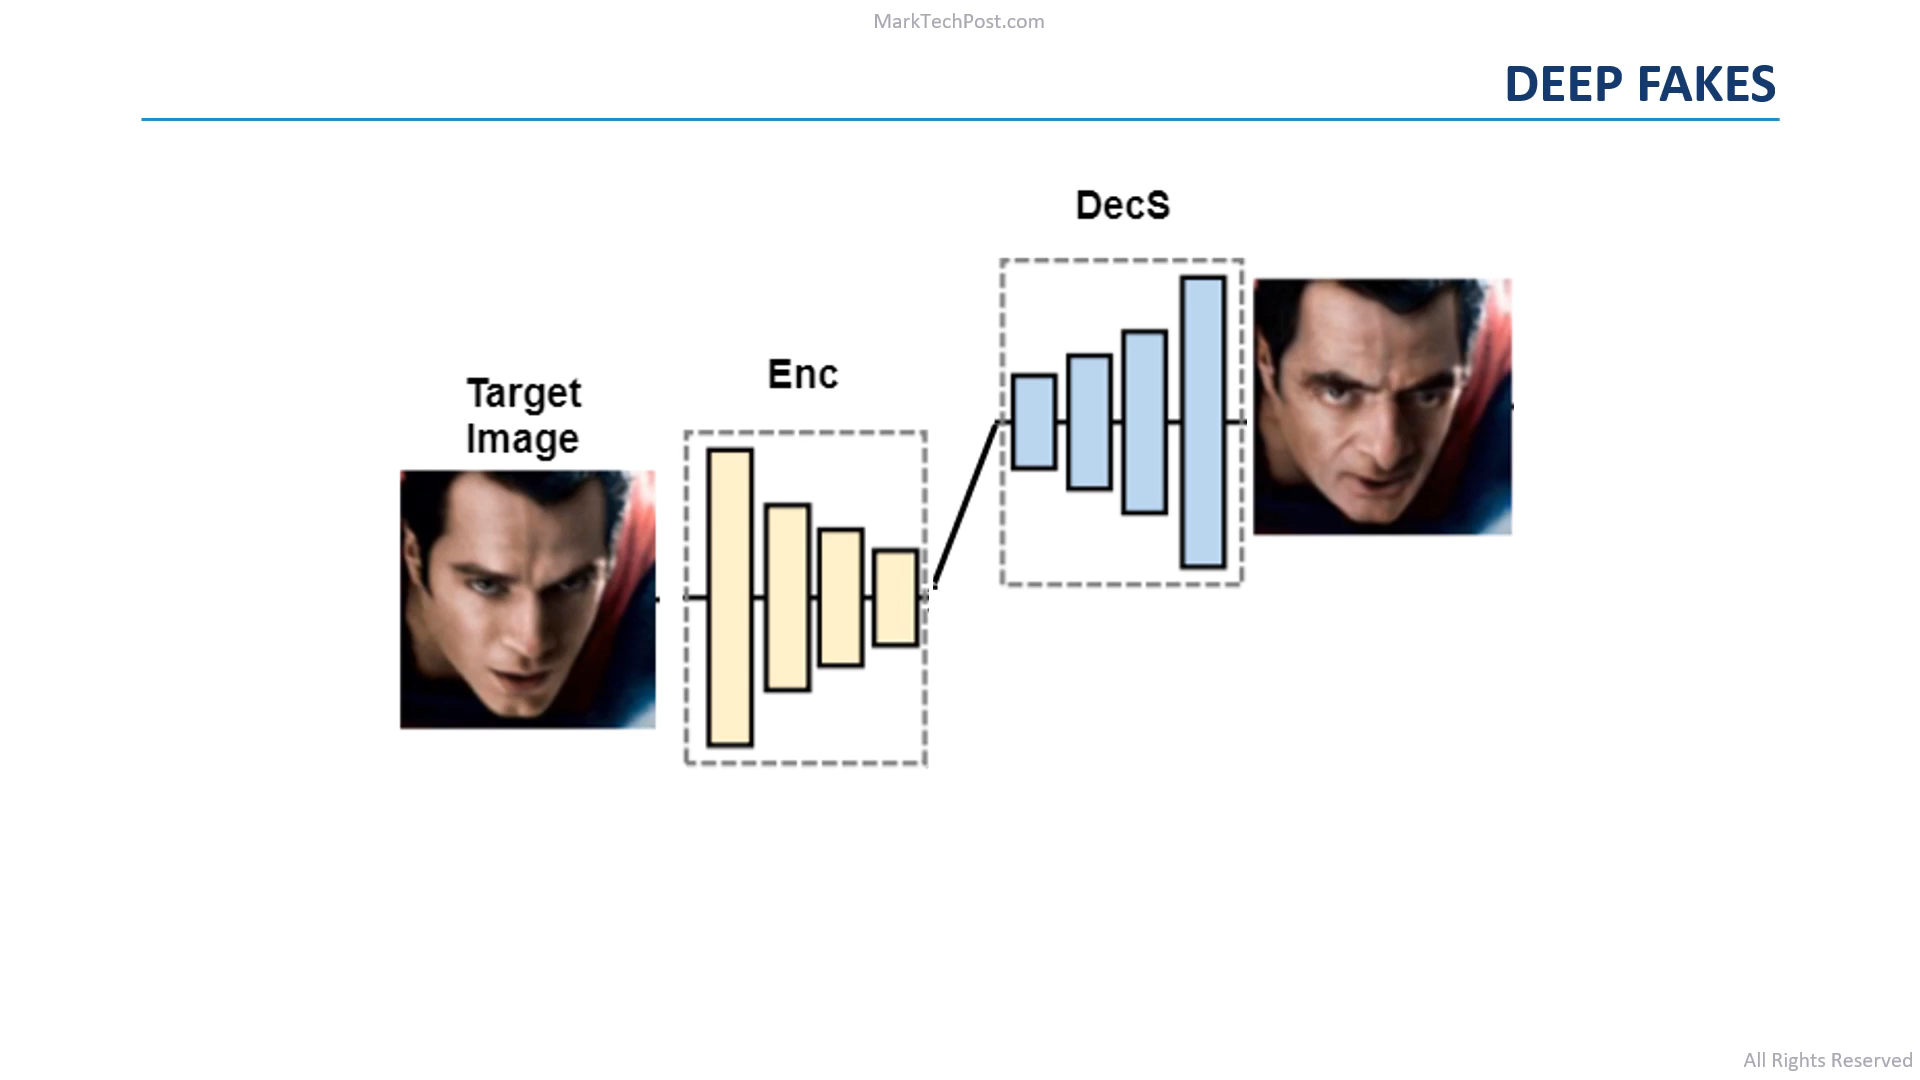 MarkTechPost.com
DEEP FAKES
DecS
Enc
Target
Image
All Rights Reserved